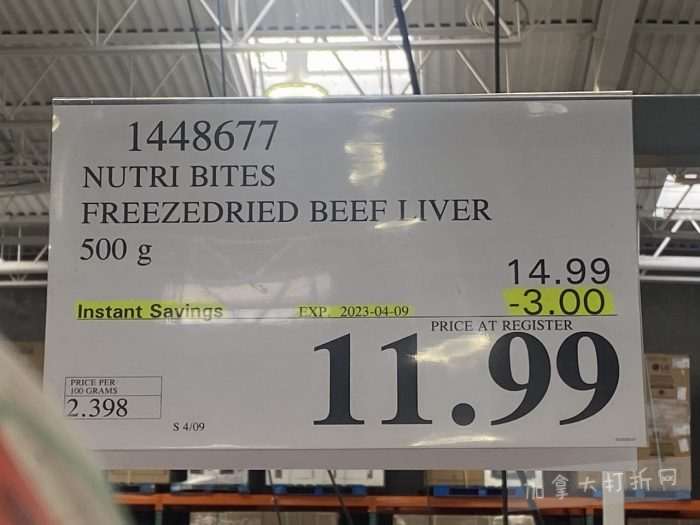 1448677
NUTRI BITES
FREEZEDRIED BEEF LIVER
500 g
14.99
Instant Savings EXP. 2023-04-09 -3.00
PRICE AT REGISTER
11.99
PRICE PER
100 GRAMS
2.398
S 4/09
LG
加拿大打折网